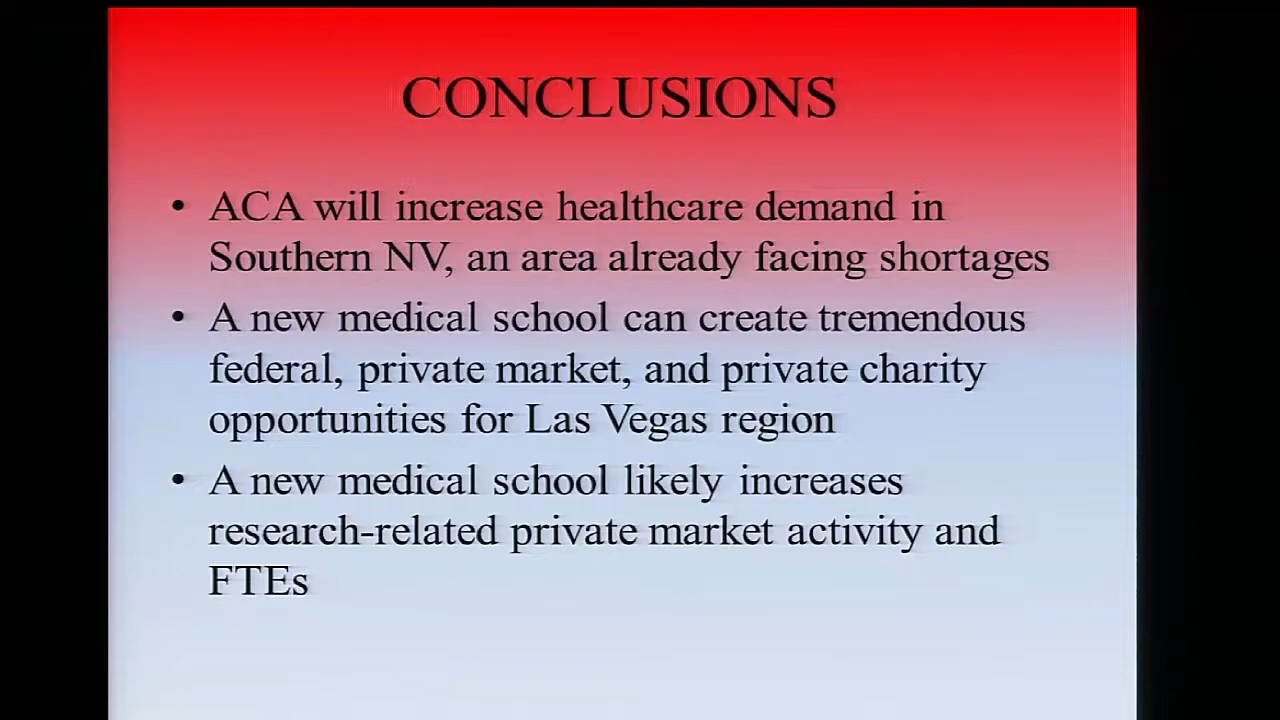 CONCLUSIONS
• ACA will increase healthcare demand in
Southern NV, an area already facing shortages
• A new medical school can create tremendous
federal, private market, and private charity
opportunities for Las Vegas region
• A new medical school likely increases
research-related private market activity and
FTEs